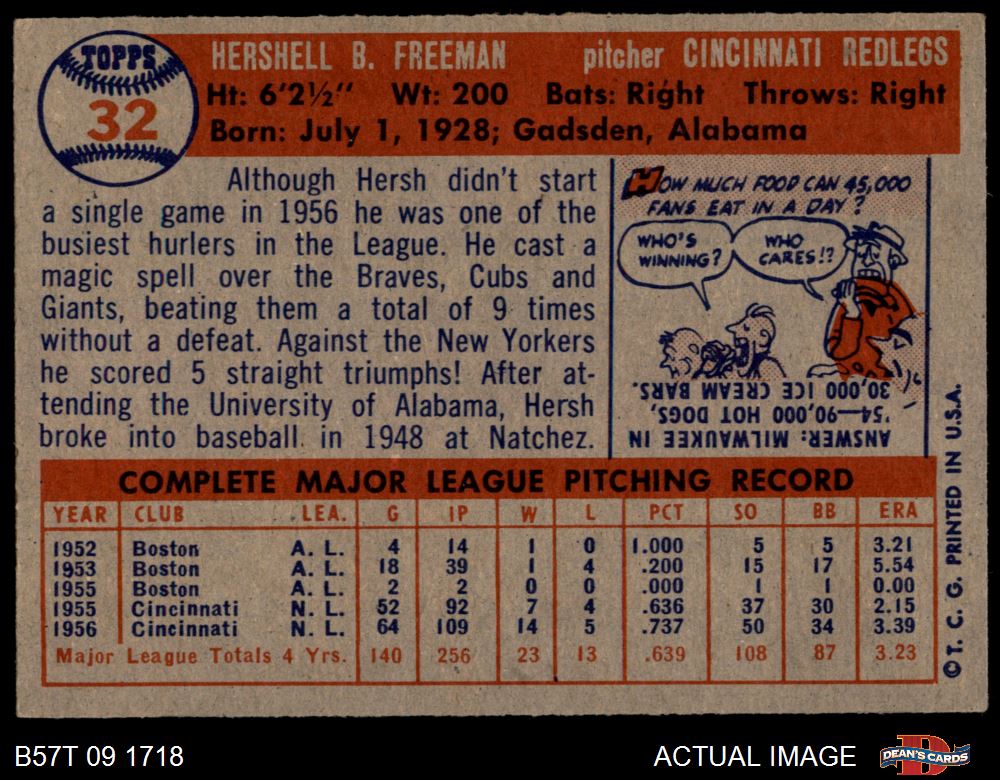 TOPPS
32
HERSHELL B. FREEMAN pitcher CINCINNATI REDLEGS
Ht: 6'2½" Wt: 200 Bats: Right Throws: Right
Born: July 1, 1928; Gadsden, Alabama
Although Hersh didn't start
a single game in 1956 he was one of the
busiest hurlers in the League. He cast a
magic spell over the Braves, Cubs and
Giants, beating them a total of 9 times
without a defeat. Against the New Yorkers
he scored 5 straight triumphs! After at-
tending the University of Alabama, Hersh
broke into baseball in 1948 at Natchez.
HOW MUCH FOOD CAN 45,000
FANS EAT IN A DAY?
WHO'S
WINNING?
WHO
CARES!?
ANSWER: MILWAUKEE IN
'54—90,000 HOT DOGS,
30,000 ICE CREAM BARS.
COMPLETE MAJOR LEAGUE PITCHING RECORD
YEAR CLUB LEA. G IP W L PCT SO BB ERA
1952 Boston A. L. 4 14 1 0 1.000 5 5 3.21
1953 Boston A. L. 18 39 1 4 .200 15 17 5.54
1955 Boston A. L. 2 2 0 0 .000 1 1 0.00
1955 Cincinnati N. L. 52 92 7 4 .636 37 30 2.15
1956 Cincinnati N. L. 64 109 14 5 .737 50 34 3.39
Major League Totals 4 Yrs. 140 256 23 13 .639 108 87 3.23
© T. C. G. PRINTED IN U.S.A.
B57T 09 1718 ACTUAL IMAGE DEAN'S CARDS